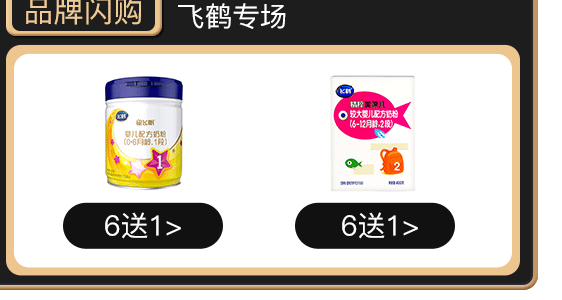 品牌闪购
飞鹤专场
飞鹤
星飞帆
婴儿配方奶粉
(0-6月龄,1段)
1
飞鹤
较大婴儿配方奶粉
(6-12月龄,2段)
2
6送1>
6送1>